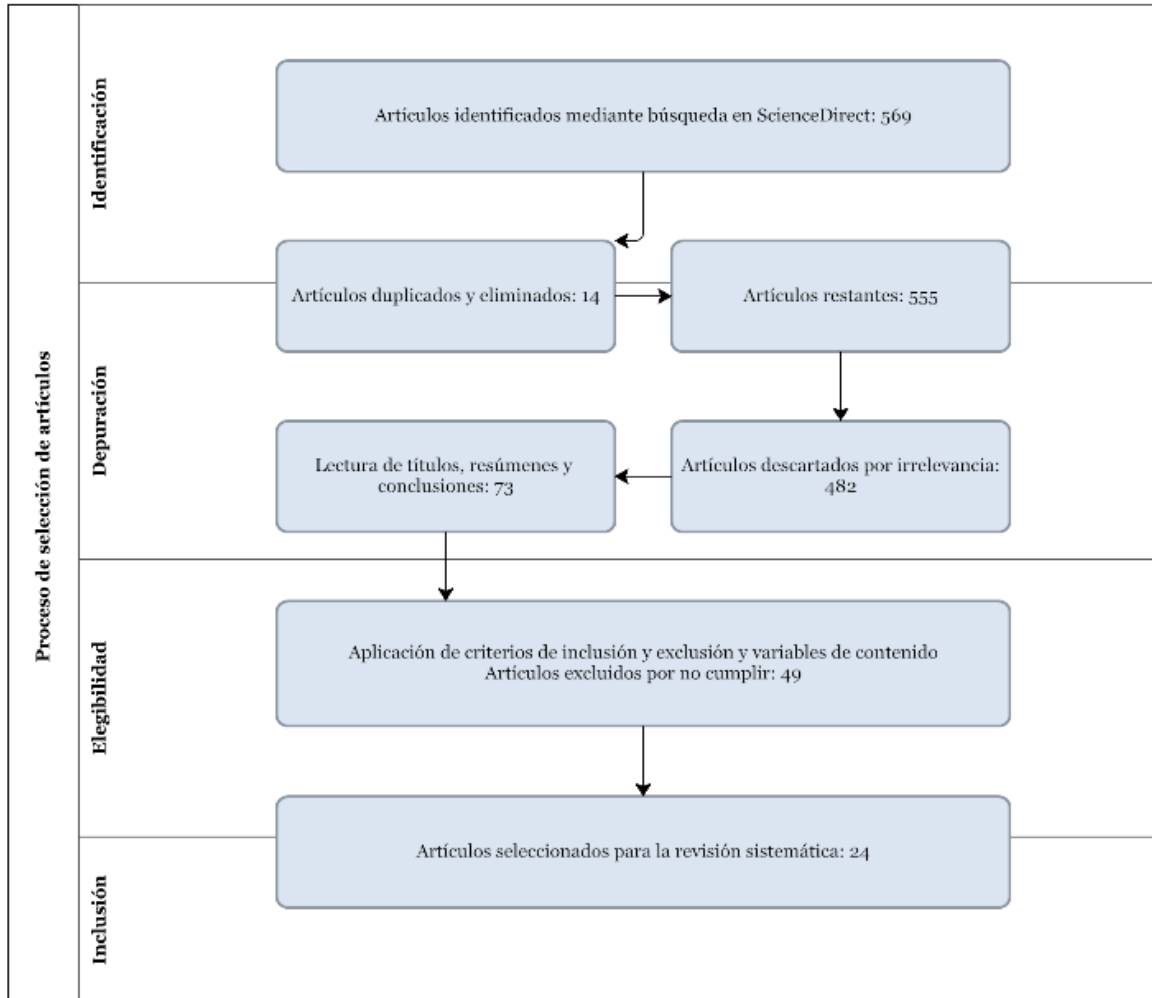 Proceso de selección de artículos
Identificación
Artículos identificados mediante búsqueda en ScienceDirect: 569
Artículos duplicados y eliminados: 14
Artículos restantes: 555
Depuración
Lectura de títulos, resúmenes y
conclusiones: 73
Artículos descartados por irrelevancia:
482
Elegibilidad
Aplicación de criterios de inclusión y exclusión y variables de contenido
Artículos excluidos por no cumplir: 49
Artículos seleccionados para la revisión sistemática: 24
Inclusión